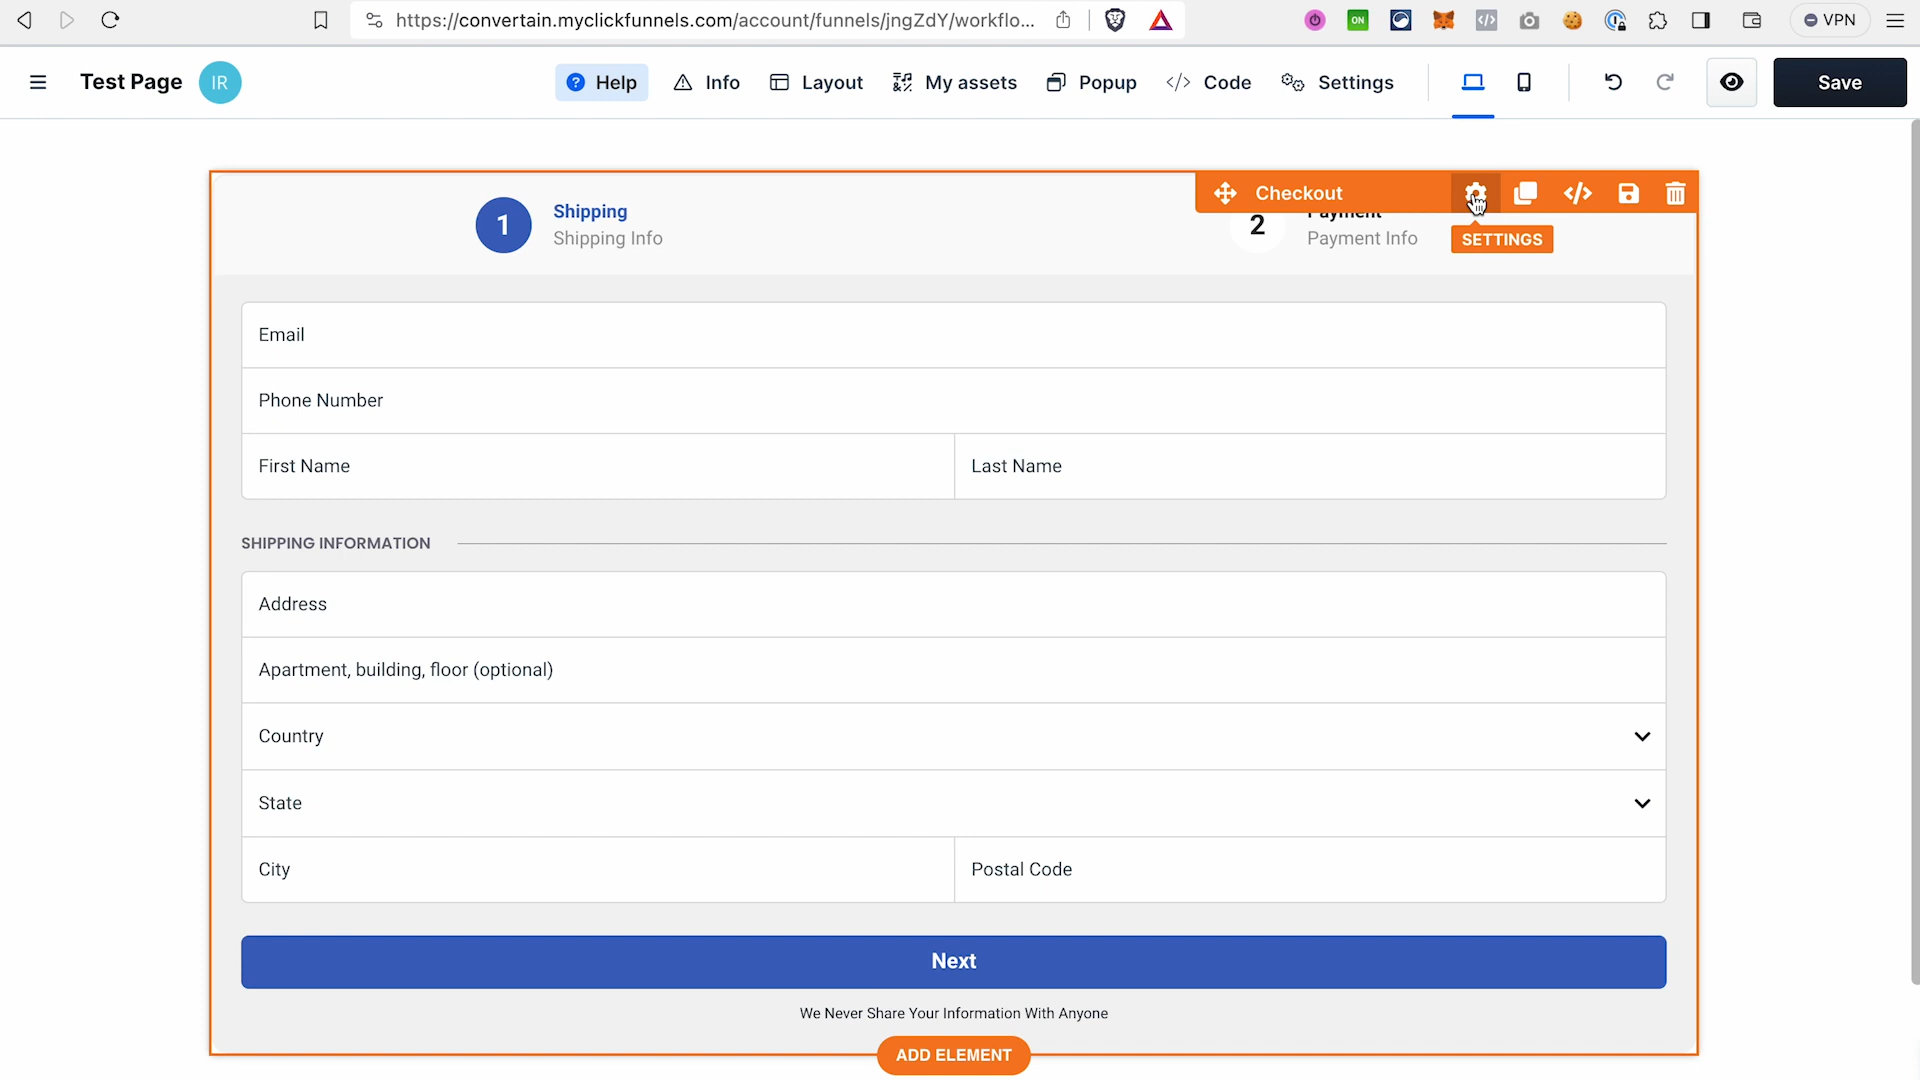 https://convertain.myclickfunnels.com/account/funnels/jngZdY/workflo...
ON
VPN
Test Page
IR
Help
Info
Layout
My assets
Popup
Code
Settings
Save
Checkout
SETTINGS
1
Shipping
Shipping Info
2
Payment
Payment Info
Email
Phone Number
First Name
Last Name
SHIPPING INFORMATION
Address
Apartment, building, floor (optional)
Country
State
City
Postal Code
Next
We Never Share Your Information With Anyone
ADD ELEMENT